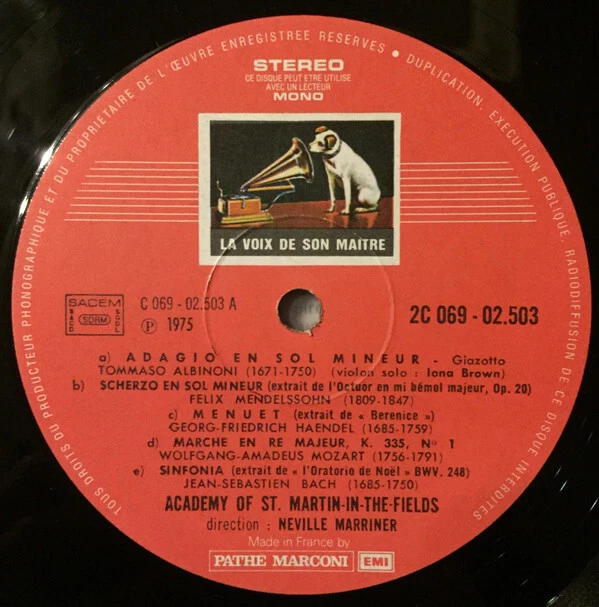 TOUS DROITS DU PRODUCTEUR PHONOGRAPHIQUE ET DU PROPRIETAIRE DE L'ŒUVRE ENREGISTREE RESERVES • DUPLICATION, EXECUTION PUBLIQUE, RADIODIFFUSION DE CE DISQUE INTERDITES
STEREO
CE DISQUE PEUT ETRE UTILISE
AVEC UN LECTEUR
MONO
LA VOIX DE SON MAITRE
SACEM
SACD
SDRM
SGDL
C 069 - 02.503 A
Ⓟ 1975
2C 069 - 02.503
a) ADAGIO EN SOL MINEUR - Giazotto
TOMMASO ALBINONI (1671-1750) (violon solo : Iona Brown)
b) SCHERZO EN SOL MINEUR (extrait de l'Octuor en mi bémol majeur, Op. 20)
FELIX MENDELSSOHN (1809-1847)
c) MENUET (extrait de « Berenice »)
GEORG-FRIEDRICH HAENDEL (1685-1759)
d) MARCHE EN RE MAJEUR, K. 335, N° 1
WOLFGANG-AMADEUS MOZART (1756-1791)
e) SINFONIA (extrait de « l'Oratorio de Noël » BWV. 248)
JEAN-SEBASTIEN BACH (1685-1750)
ACADEMY OF ST. MARTIN-IN-THE-FIELDS
direction : NEVILLE MARRINER
Made in France by
PATHE MARCONI EMI